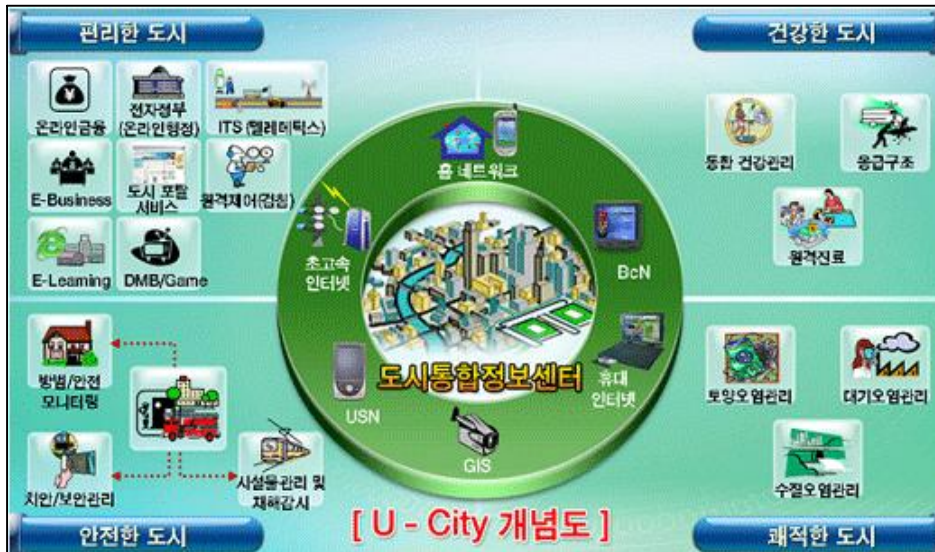 편리한 도시
건강한 도시
온라인금융
전자정부
(온라인행정)
ITS (텔레매틱스)
E-Business
도시 포탈
서비스
원격제어(검침)
E-Learning
DMB/Game
통합 건강관리
응급구조
원격진료
홈 네트워크
초고속
인터넷
BcN
USN
휴대
인터넷
GIS
도시통합정보센터
방범/안전
모니터링
치안/보안관리
시설물관리 및
재해감시
토양오염관리
대기오염관리
수질오염관리
안전한 도시
[ U - City 개념도 ]
쾌적한 도시